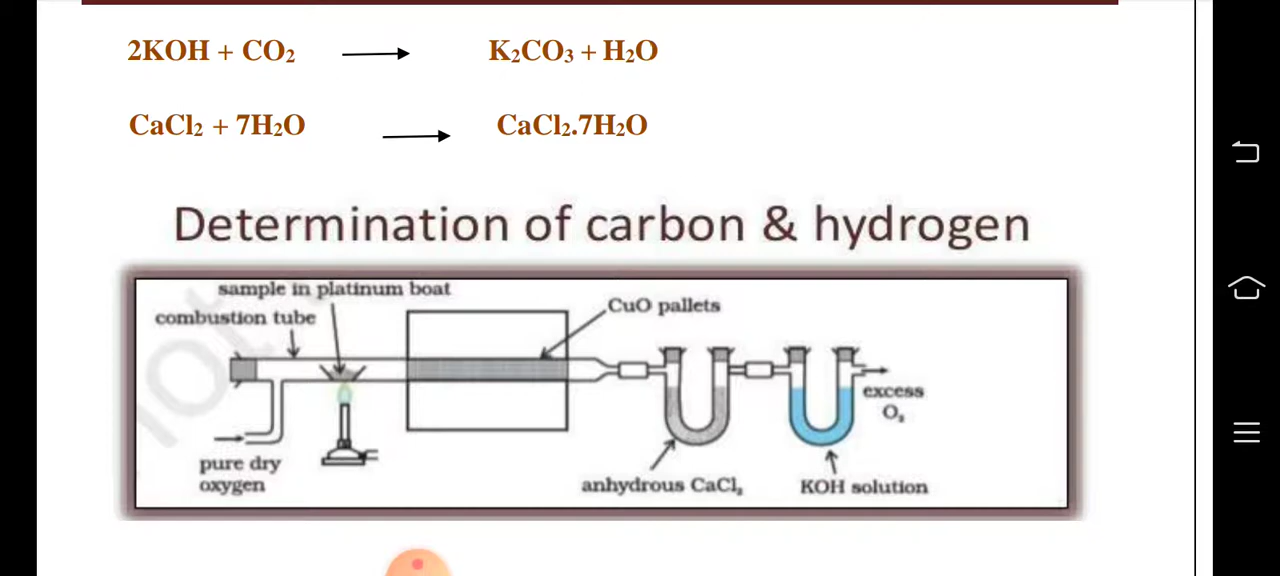 2KOH + CO₂ → K₂CO₃ + H₂O
CaCl₂ + 7H₂O → CaCl₂.7H₂O
Determination of carbon & hydrogen
sample in platinum boat
combustion tube
CuO pallets
excess
O₂
pure dry
oxygen
anhydrous CaCl₂
KOH solution